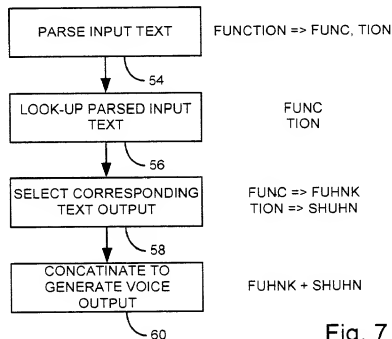 PARSE INPUT TEXT
FUNCTION => FUNC, TION
54
LOOK-UP PARSED INPUT
TEXT
FUNC
TION
56
SELECT CORRESPONDING
TEXT OUTPUT
FUNC => FUHNK
TION => SHUHN
58
CONCATINATE TO
GENERATE VOICE
OUTPUT
FUHNK + SHUHN
60
Fig. 7